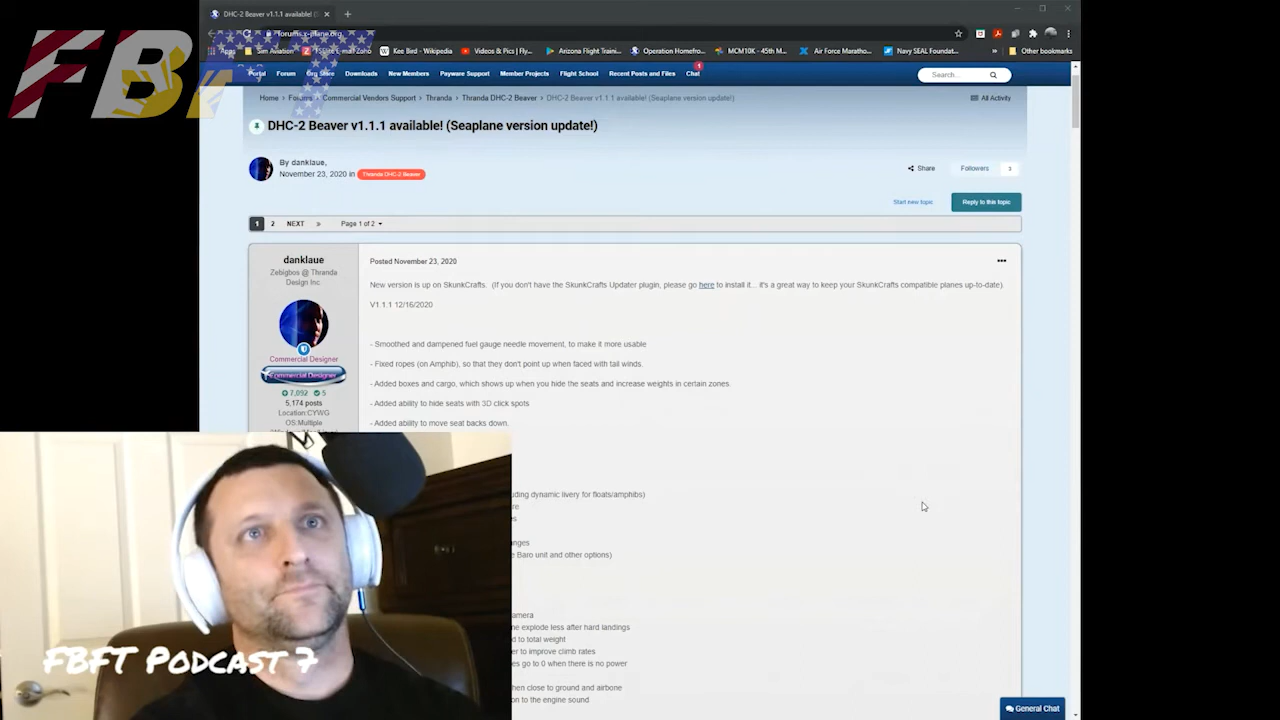 DHC-2 Beaver v1.1.1 available! (S
forums.x-plane.org
FBFT
Apps
Sim Aviation
FSElite Email Zoho
Kee Bird - Wikipedia
Videos & Pics | Fly...
Arizona Flight Traini...
Operation Homefro...
MCM10K - M...
Air Force Maratho...
Navy SEAL Foundat...
»
Other bookmarks
Portal
Forum
Org Store
Downloads
New Members
Payware Support
Member Projects
Flight School
Recent Posts and Files
Chat
1
Search...
Home > Forums > Commercial Vendors Support > Thranda > Thranda DHC-2 Beaver > DHC-2 Beaver v1.1.1 available! (Seaplane version update!)
All Activity
DHC-2 Beaver v1.1.1 available! (Seaplane version update!)
By danklaue,
November 23, 2020 in Thranda DHC-2 Beaver
Share
Followers 3
Start new topic
Reply to this topic
1 2 NEXT » Page 1 of 2
danklaue
Zebigbos @ Thranda
Design Inc.
Commercial Designer
Commercial Designer
7,092 5
5,174 posts
Location:CYWG
OS:Multiple
Posted November 23, 2020
New version is up on SkunkCrafts. (If you don't have the SkunkCrafts Updater plugin, please go here to install it... it's a great way to keep your SkunkCrafts compatible planes up-to-date).
V1.1.1 12/16/2020
- Smoothed and dampened fuel gauge needle movement, to make it more usable
- Fixed ropes (on Amphib), so that they don't point up when faced with tail winds.
- Added boxes and cargo, which shows up when you hide the seats and increase weights in certain zones.
- Added ability to hide seats with 3D click spots
- Added ability to move seat backs down.
uding dynamic livery for floats/amphibs)
re
s
anges
e Baro unit and other options)
amera
ne explode less after hard landings
d to total weight
er to improve climb rates
es go to 0 when there is no power
hen close to ground and airbone
on to the engine sound
General Chat
FBFT Podcast 7